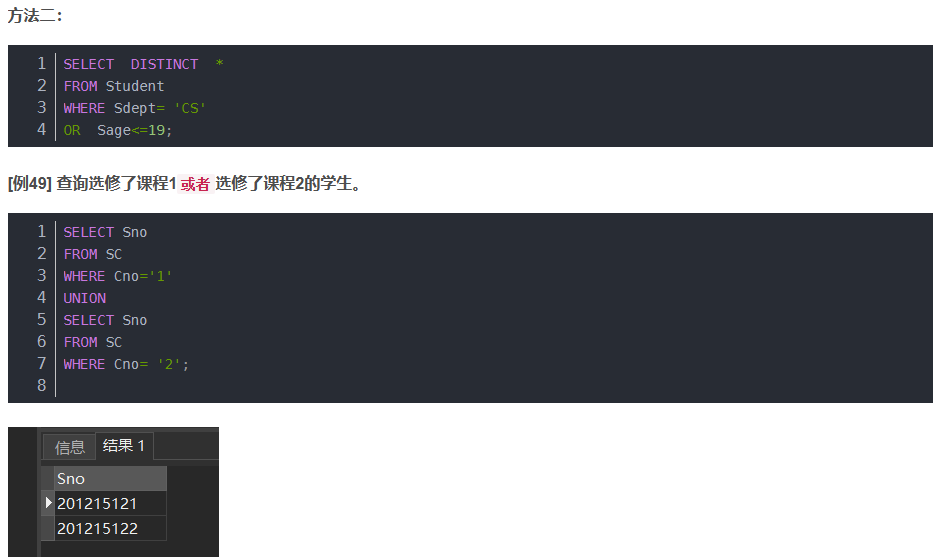 方法二：
1 SELECT  DISTINCT  *
2 FROM Student
3 WHERE Sdept= 'CS'
4 OR  Sage<=19;
[例49] 查询选修了课程1 或者 选修了课程2的学生。
1 SELECT Sno
2 FROM SC
3 WHERE Cno='1'
4 UNION
5 SELECT Sno
6 FROM SC
7 WHERE Cno= '2';
8
信息 结果 1
Sno
201215121
201215122